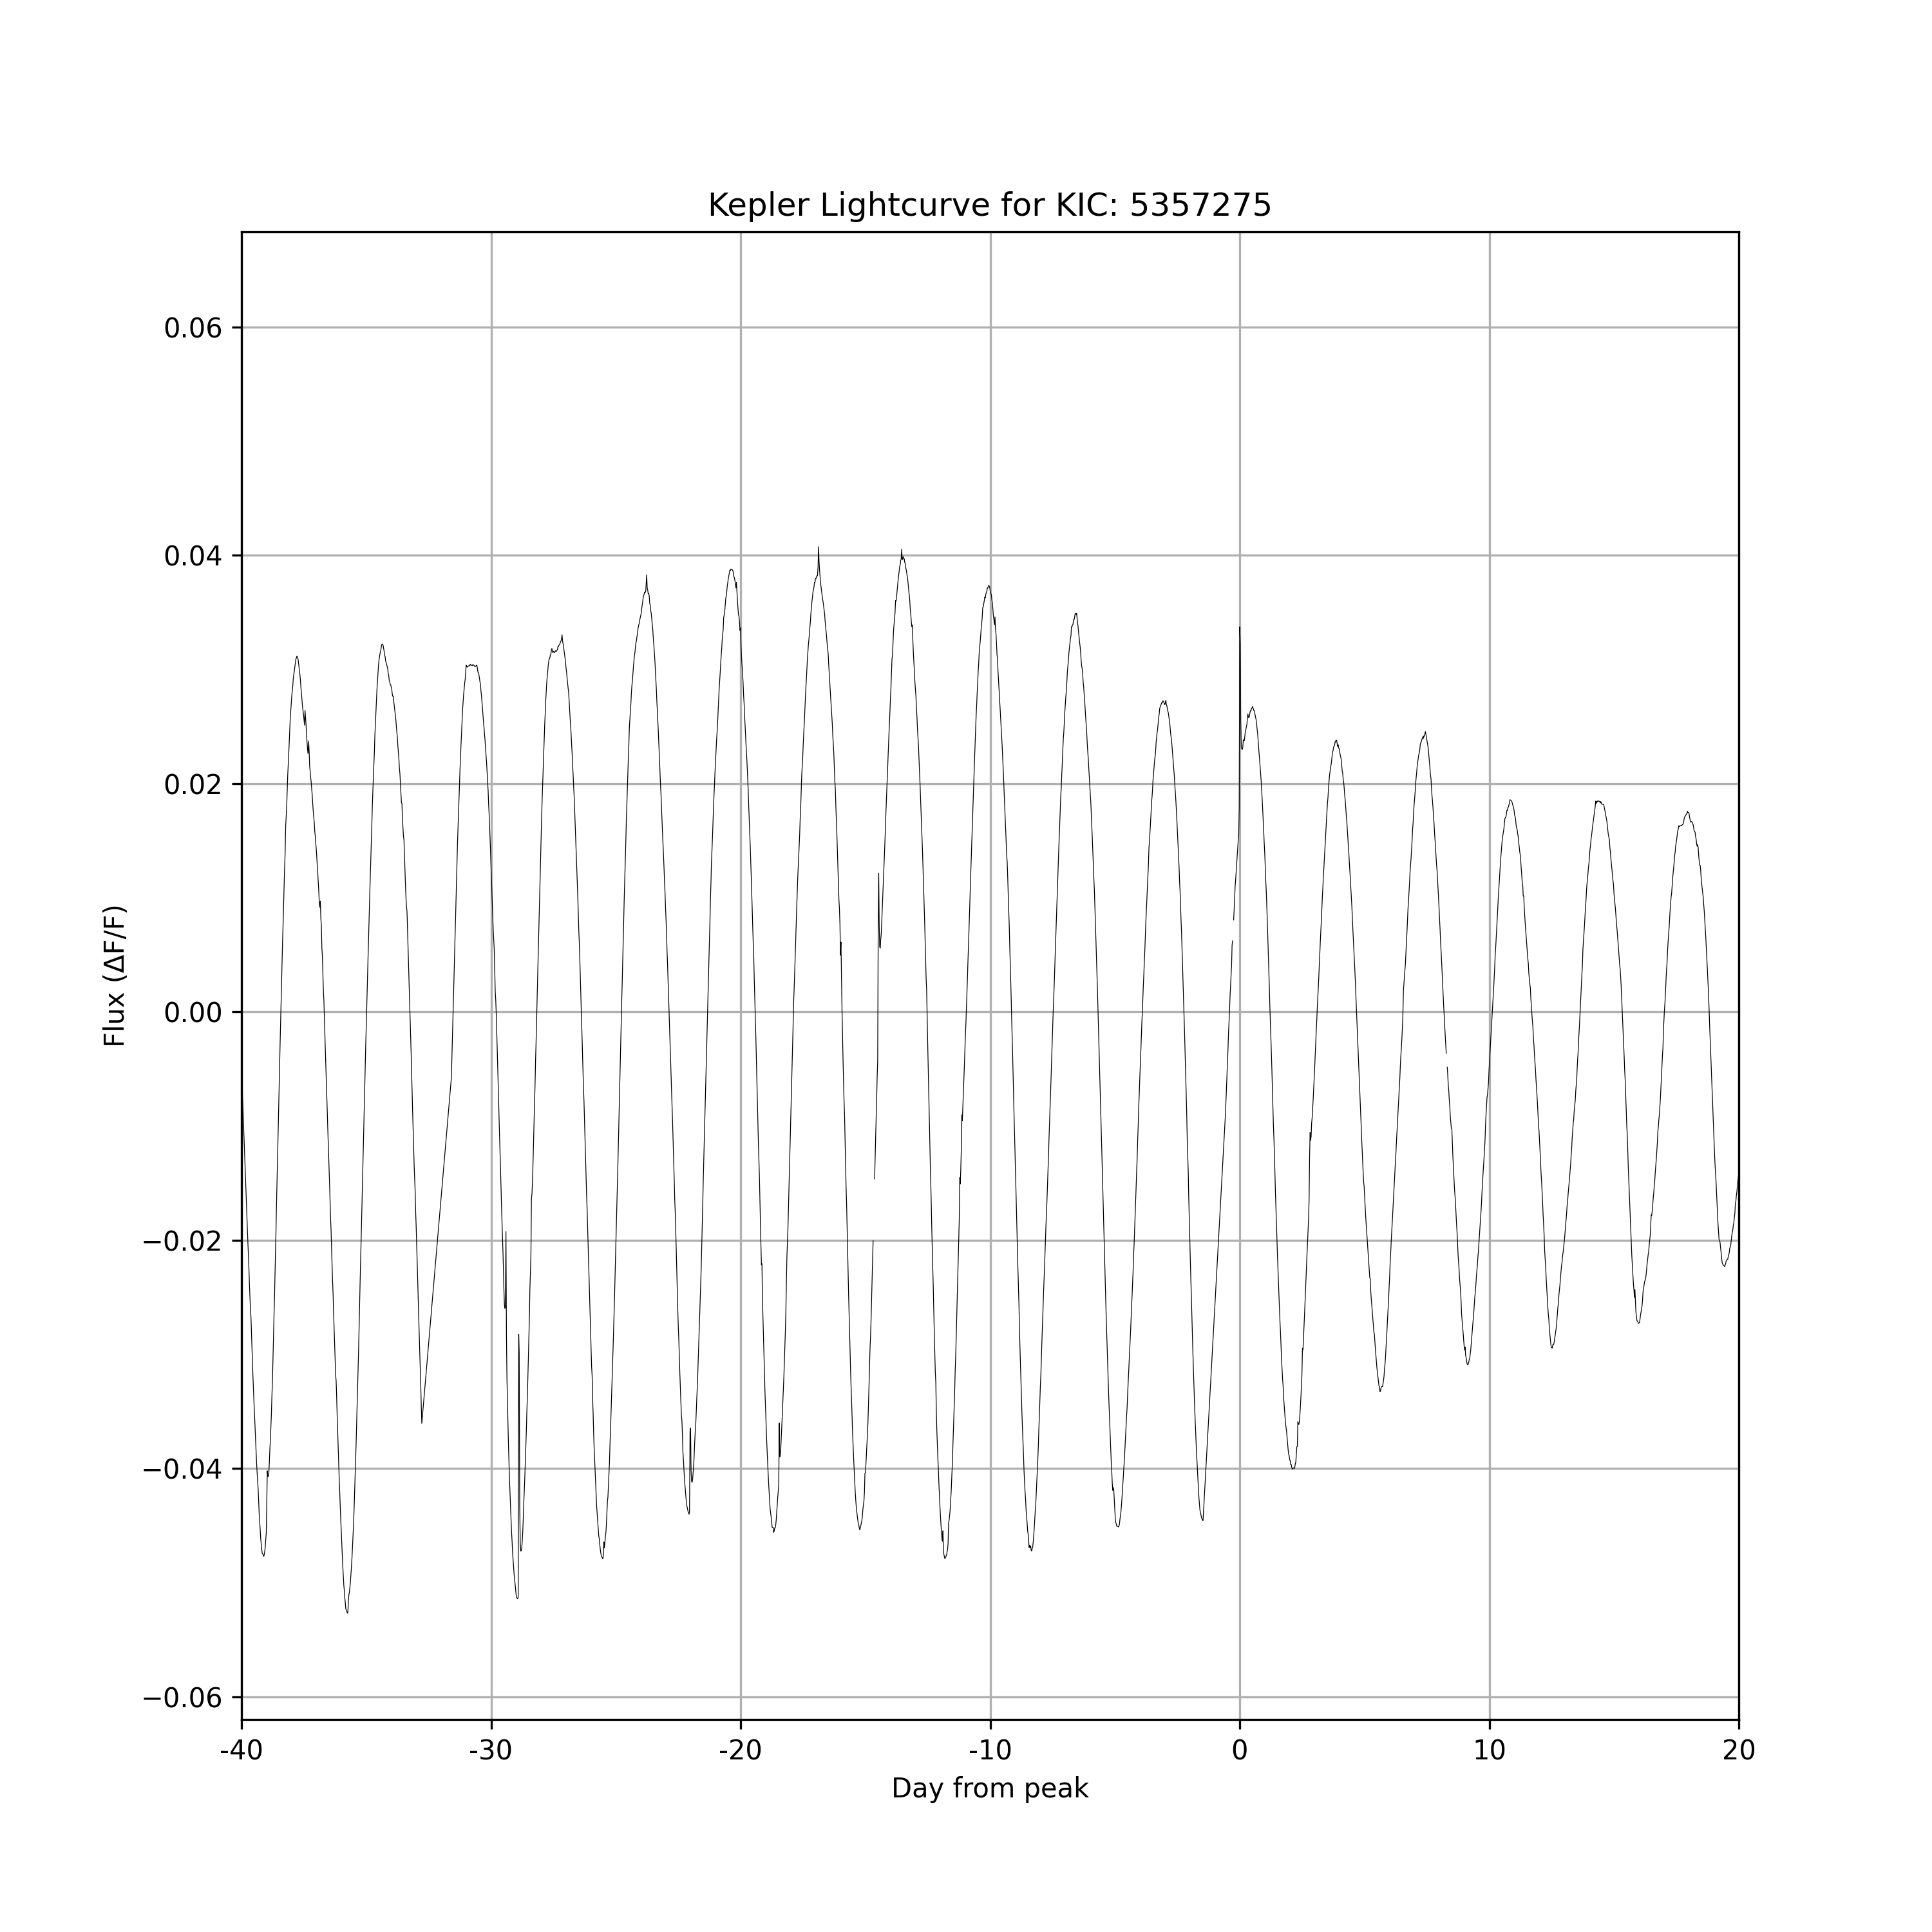 Kepler Lightcurve for KIC: 5357275
Flux (ΔF/F)
0.06
0.04
0.02
0.00
−0.02
−0.04
−0.06
-40 -30 -20 -10 0 10 20
Day from peak